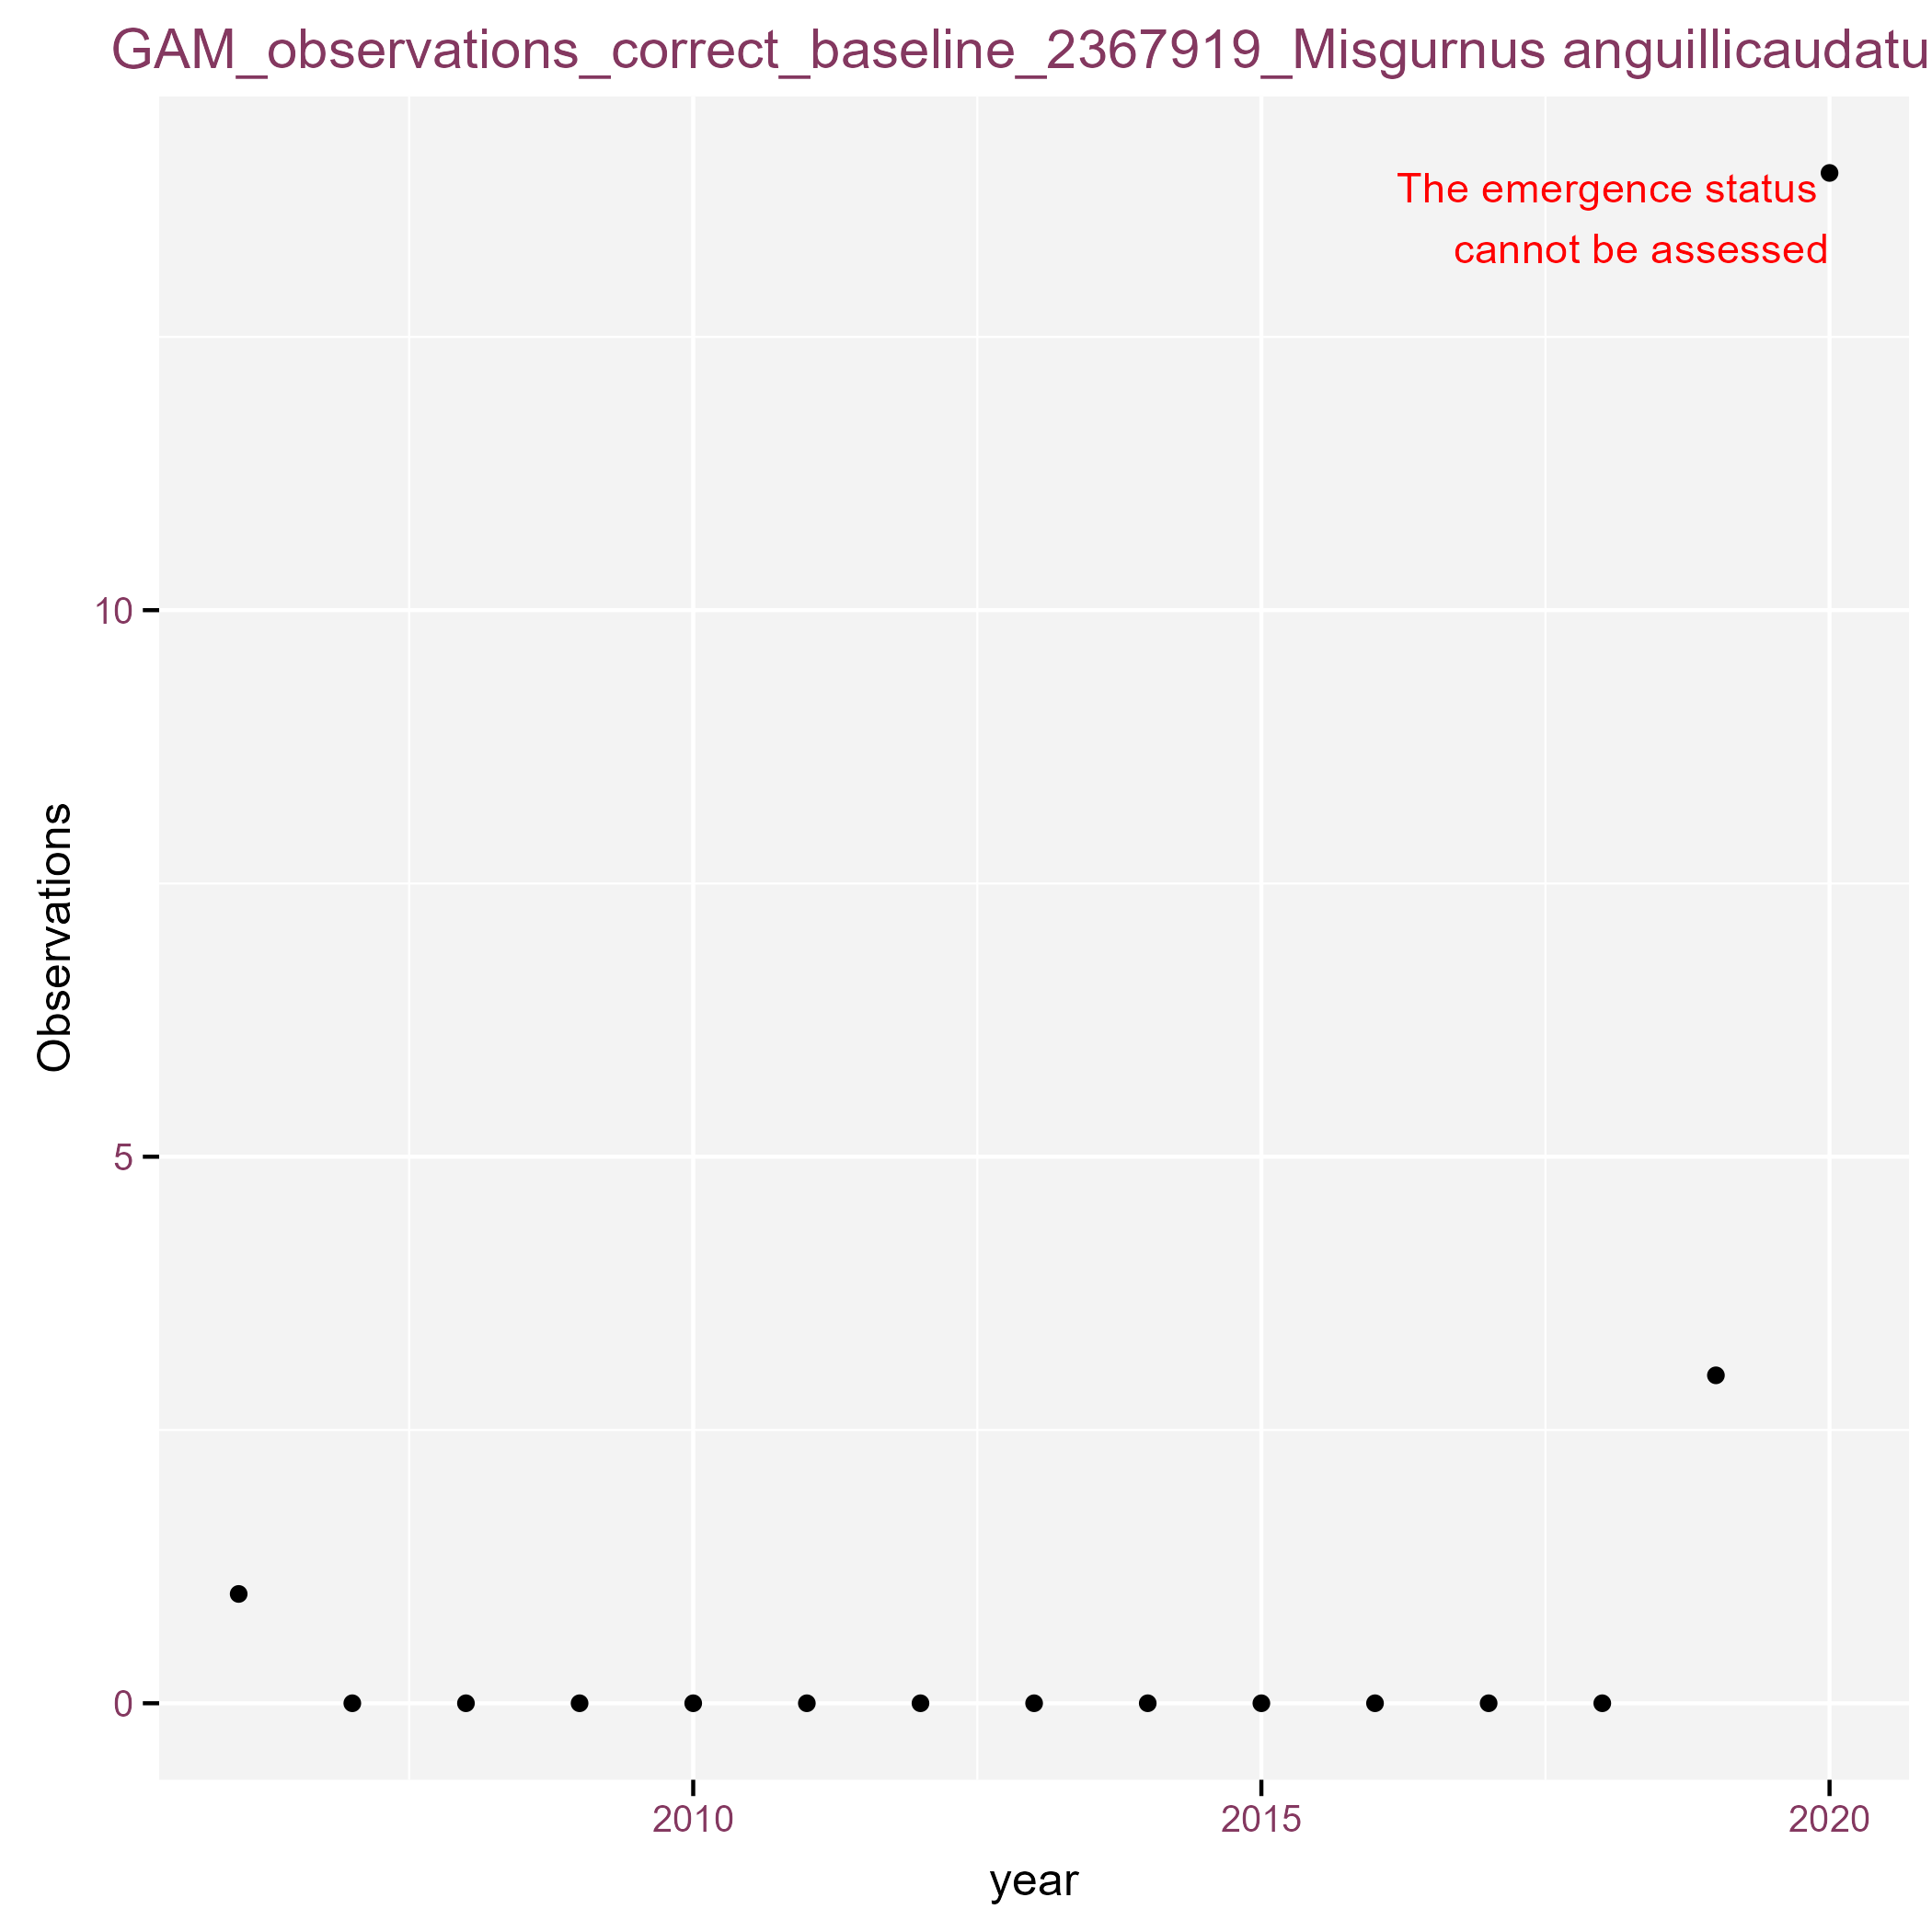 GAM_observations_correct_baseline_2367919_Misgurnus anguillicaudatu
The emergence status
cannot be assessed
10
5
0
Observations
2010
2015
2020
year